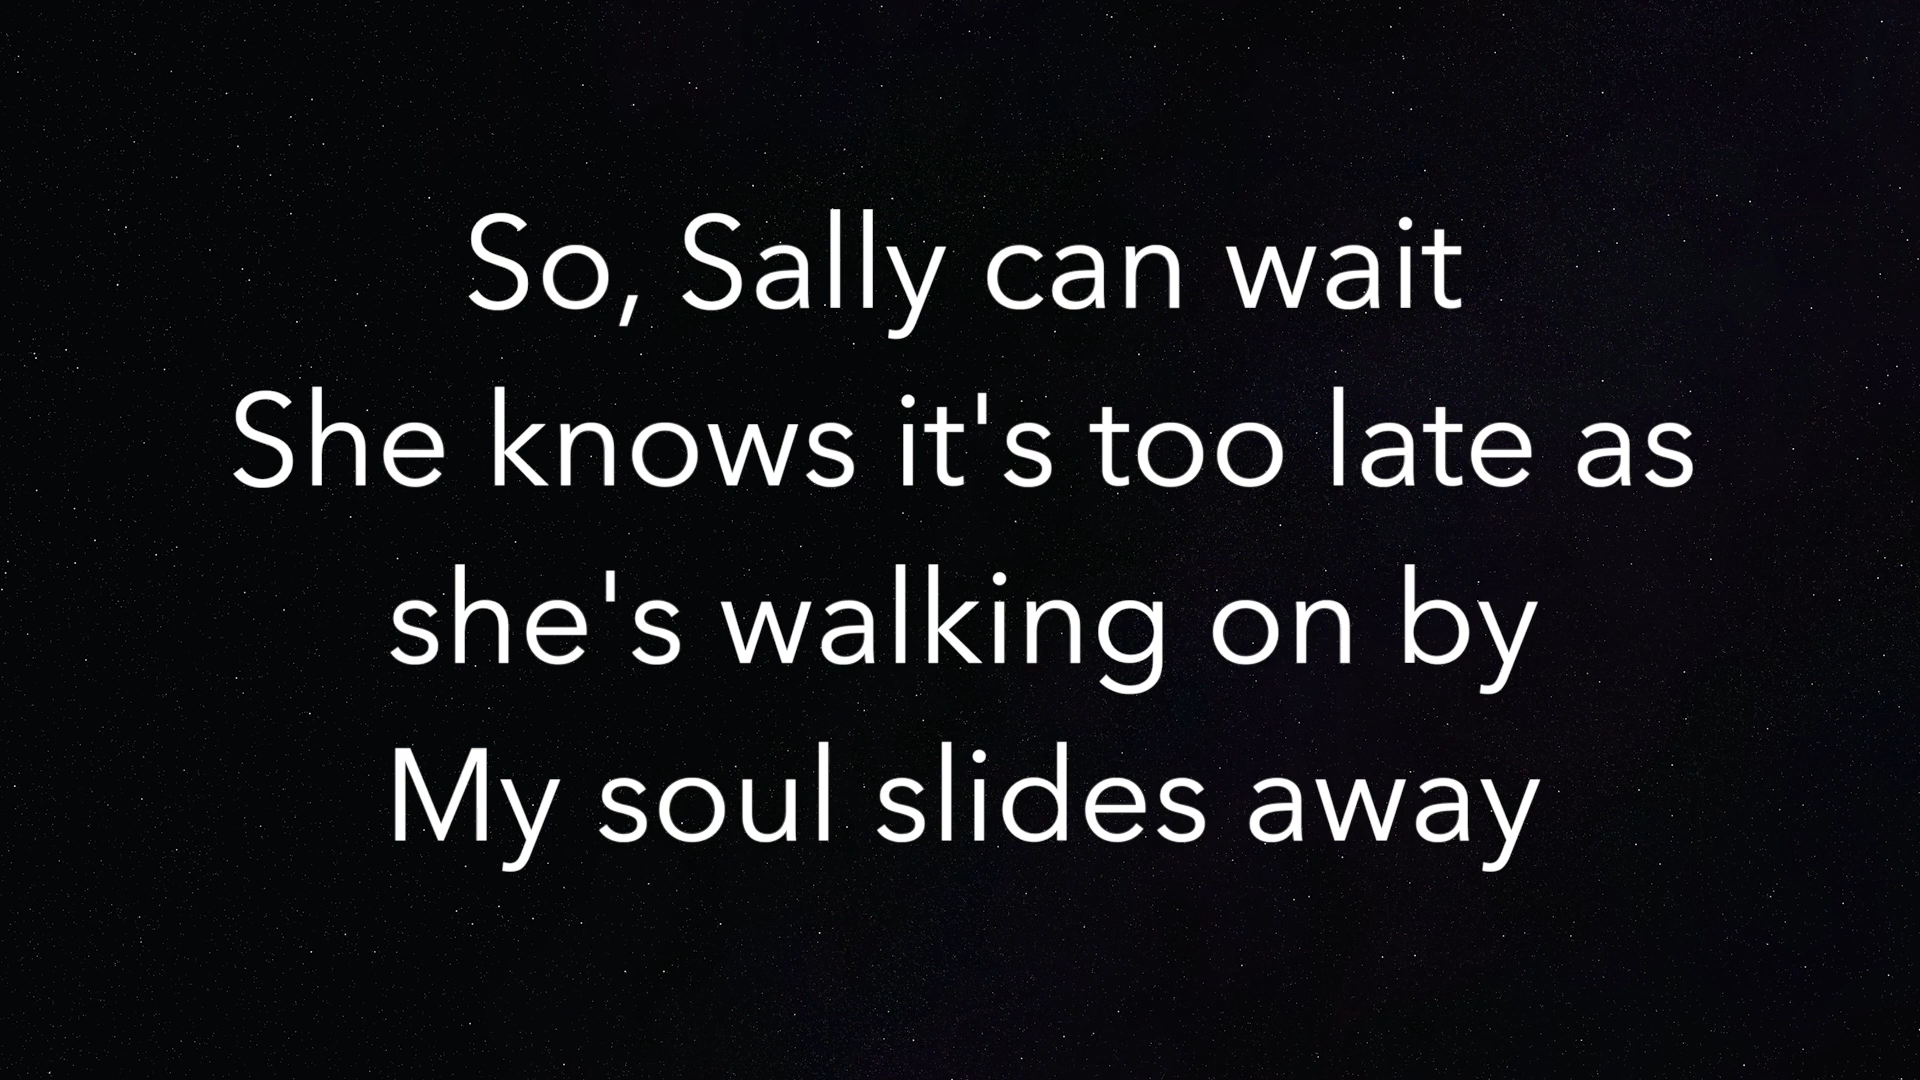 So, Sally can wait
She knows it's too late as
she's walking on by
My soul slides away